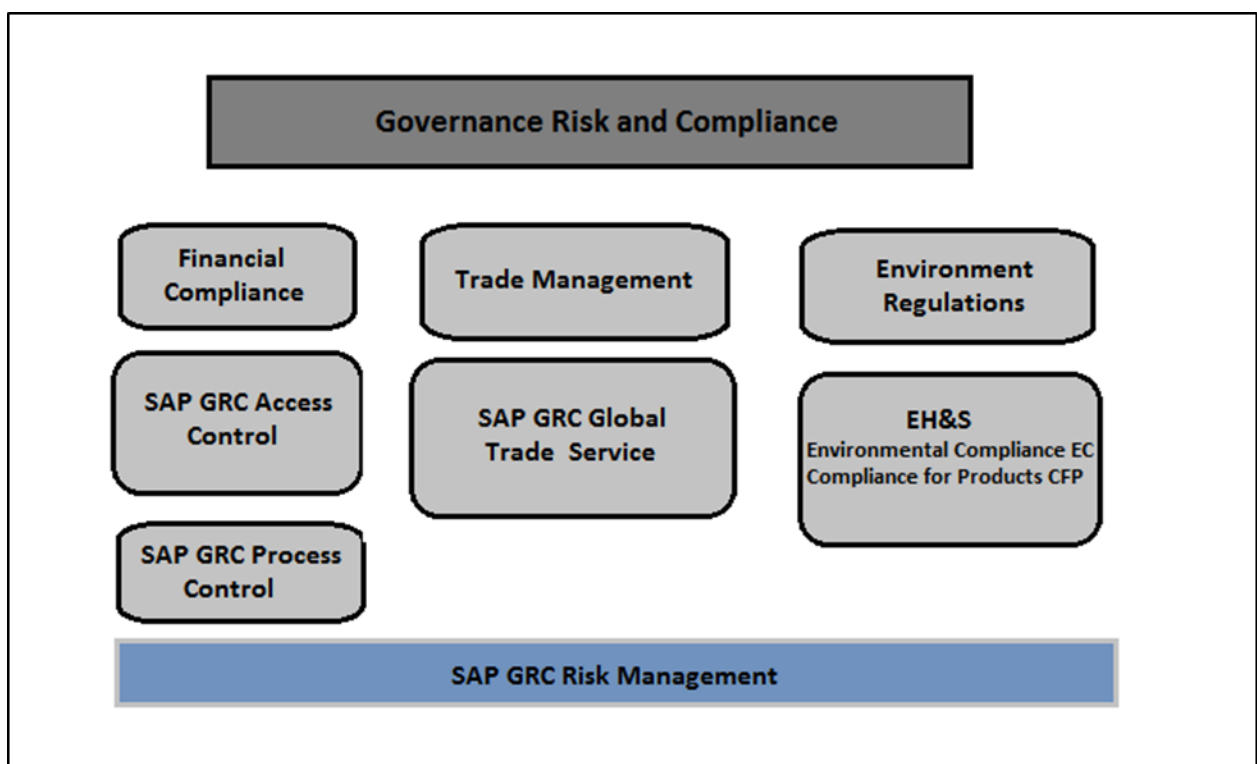 Governance Risk and Compliance
Financial
Compliance
Trade Management
Environment
Regulations
SAP GRC Access
Control
SAP GRC Global
Trade Service
EH&S
Environmental Compliance EC
Compliance for Products CFP
SAP GRC Process
Control
SAP GRC Risk Management